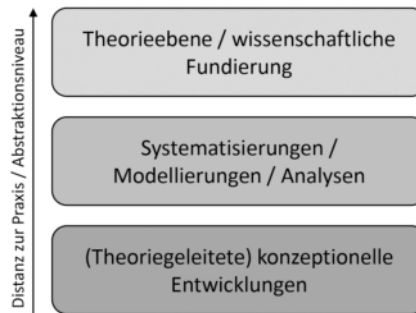 Distanz zur Praxis / Abstraktionsniveau
Theorieebene / wissenschaftliche
Fundierung
Systematisierungen /
Modellierungen / Analysen
(Theoriegeleitete) konzeptionelle
Entwicklungen